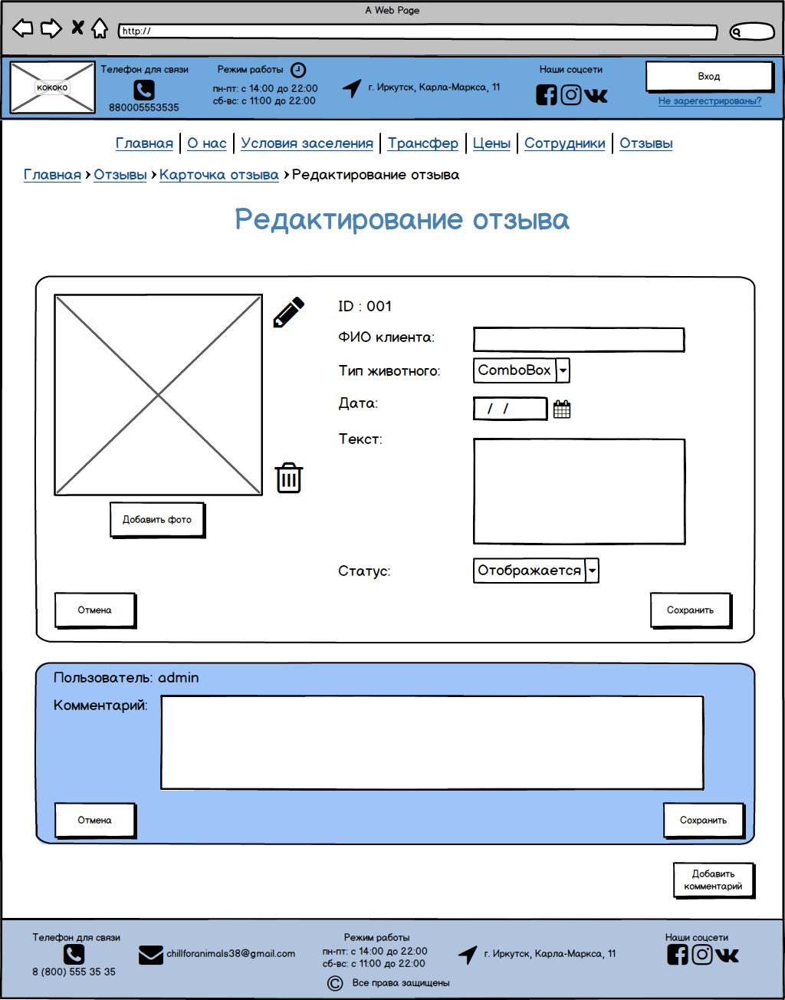 A Web Page
http://
кококо
Телефон для связи
880005553535
Режим работы
пн-пт: с 14:00 до 22:00
сб-вс: с 11:00 до 22:00
г. Иркутск, Карла-Маркса, 11
Наши соцсети
Вход
Не зарегестрированы?
Главная | О нас | Условия заселения | Трансфер | Цены | Сотрудники | Отзывы
Главная > Отзывы > Карточка отзыва > Редактирование отзыва
Редактирование отзыва
ID : 001
ФИО клиента:
Тип животного: ComboBox
Дата: / /
Текст:
Добавить фото
Статус: Отображается
Отмена
Сохранить
Пользователь: admin
Комментарий:
Отмена
Сохранить
Добавить
комментарий
Телефон для связи
8 (800) 555 35 35
chillforanimals38@gmail.com
Режим работы
пн-пт: с 14:00 до 22:00
сб-вс: с 11:00 до 22:00
г. Иркутск, Карла-Маркса, 11
Наши соцсети
© Все права защищены